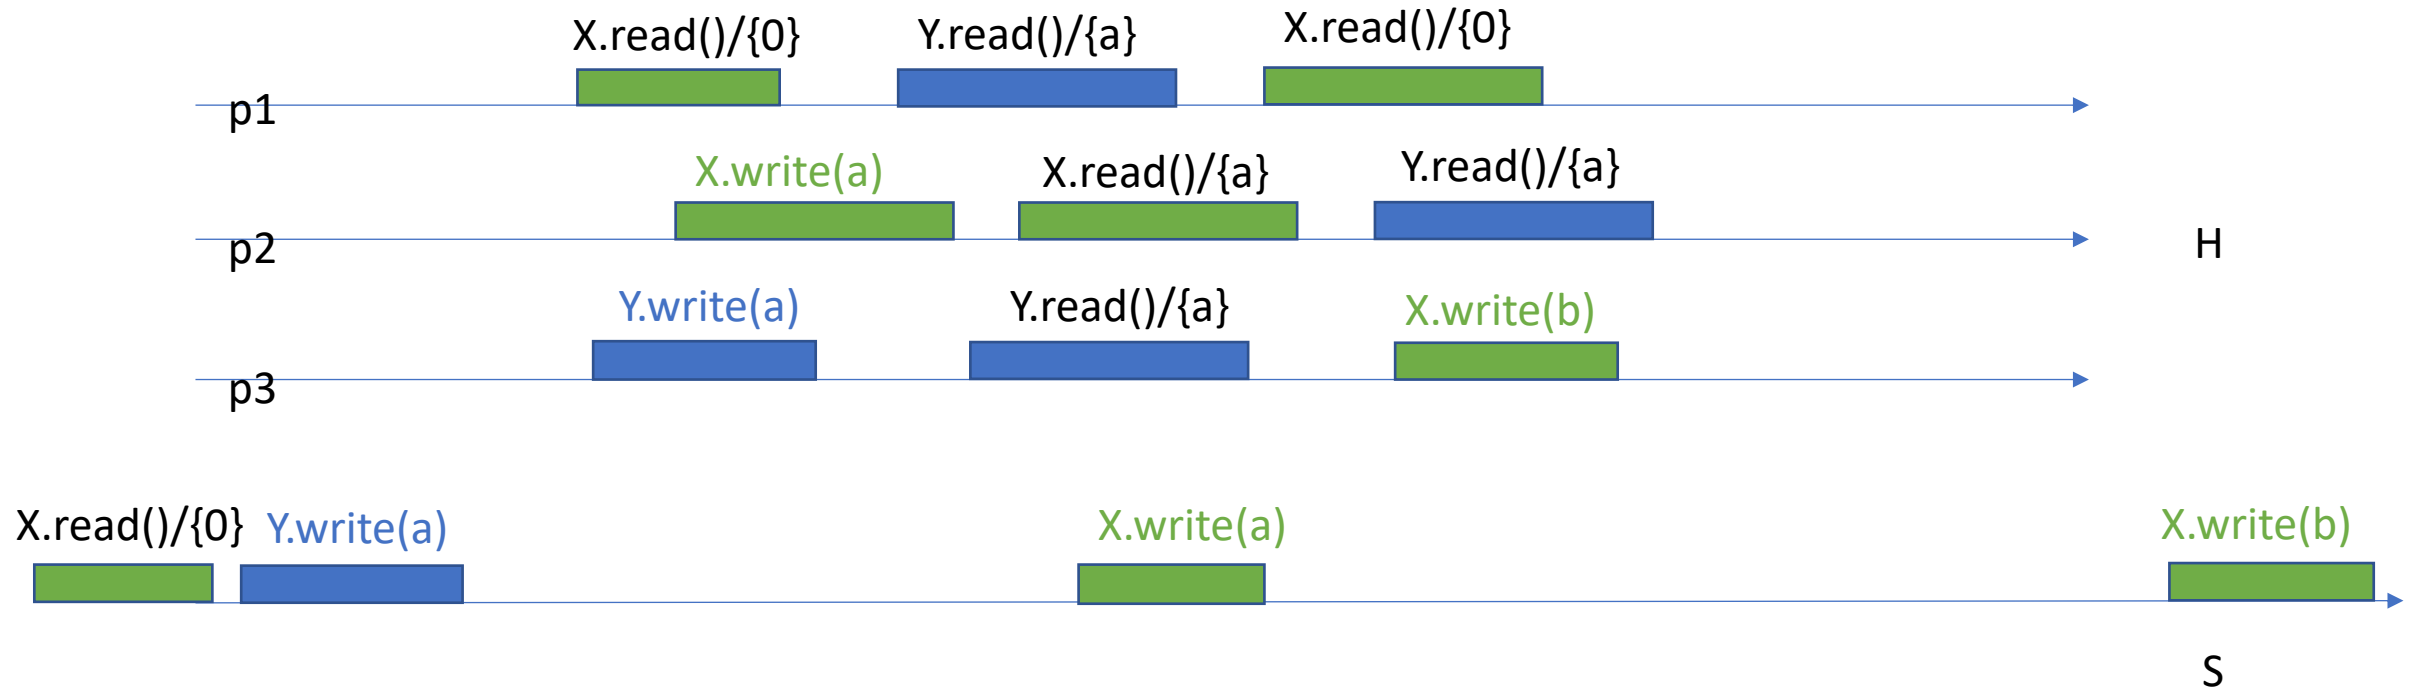 X.read()/{0} Y.read()/{a} X.read()/{0}
p1
X.write(a) X.read()/{a} Y.read()/{a}
p2 H
Y.write(a) Y.read()/{a} X.write(b)
p3
X.read()/{0} Y.write(a) X.write(a) X.write(b)
S